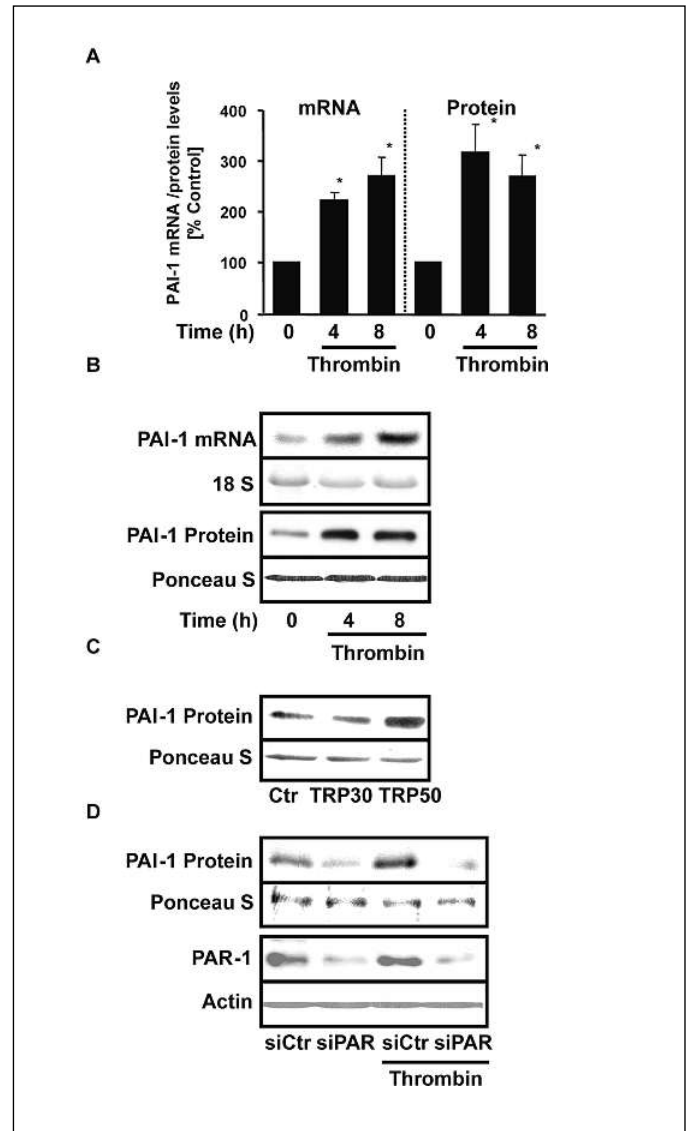 A
PAI-1 mRNA /protein levels
[% Control]
400
300
200
100
0
mRNA
Protein
*
*
*
*
Time (h) 0 4 8 0 4 8
Thrombin Thrombin
B
PAI-1 mRNA
18 S
PAI-1 Protein
Ponceau S
Time (h) 0 4 8
Thrombin
C
PAI-1 Protein
Ponceau S
Ctr TRP30 TRP50
D
PAI-1 Protein
Ponceau S
PAR-1
Actin
siCtr siPAR siCtr siPAR
Thrombin